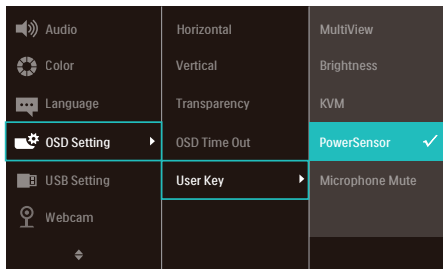 Audio
Color
Language
OSD Setting
USB Setting
Webcam
Horizontal
Vertical
Transparency
OSD Time Out
User Key
MultiView
Brightness
KVM
PowerSensor
Microphone Mute